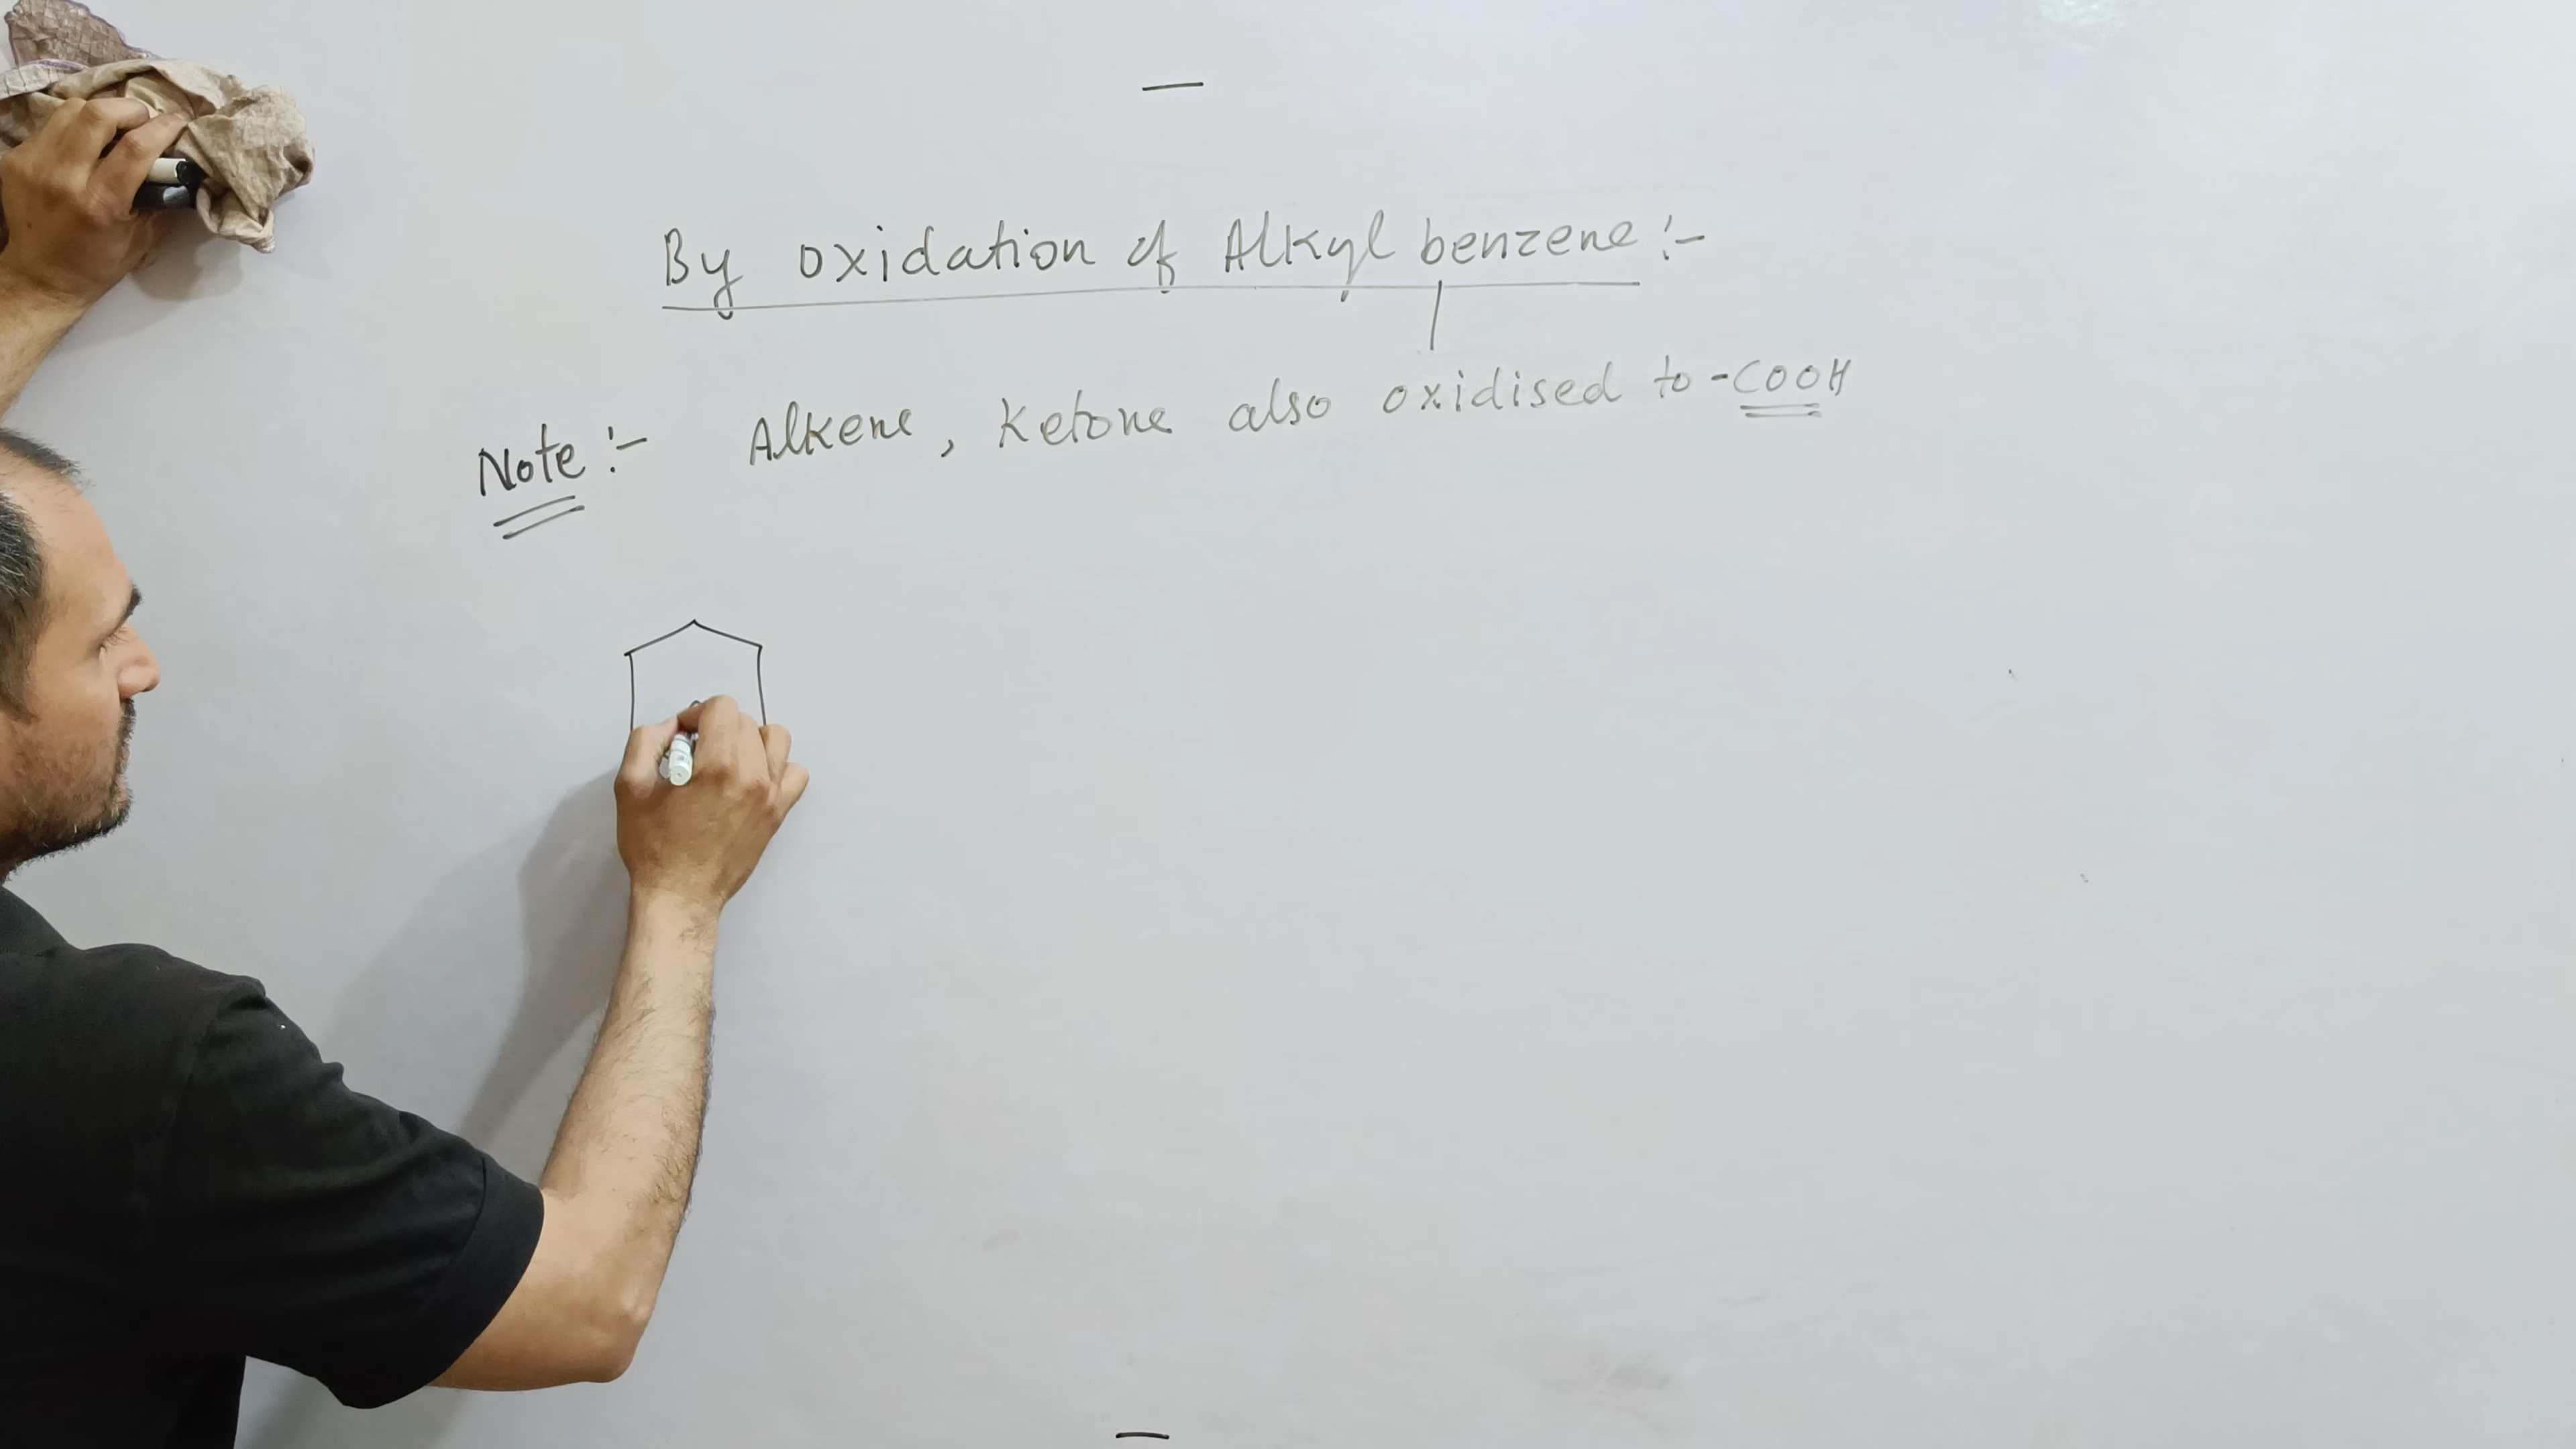 By oxidation of Alkyl benzene :-
Note :- Alkene, Ketone also oxidised to -COOH